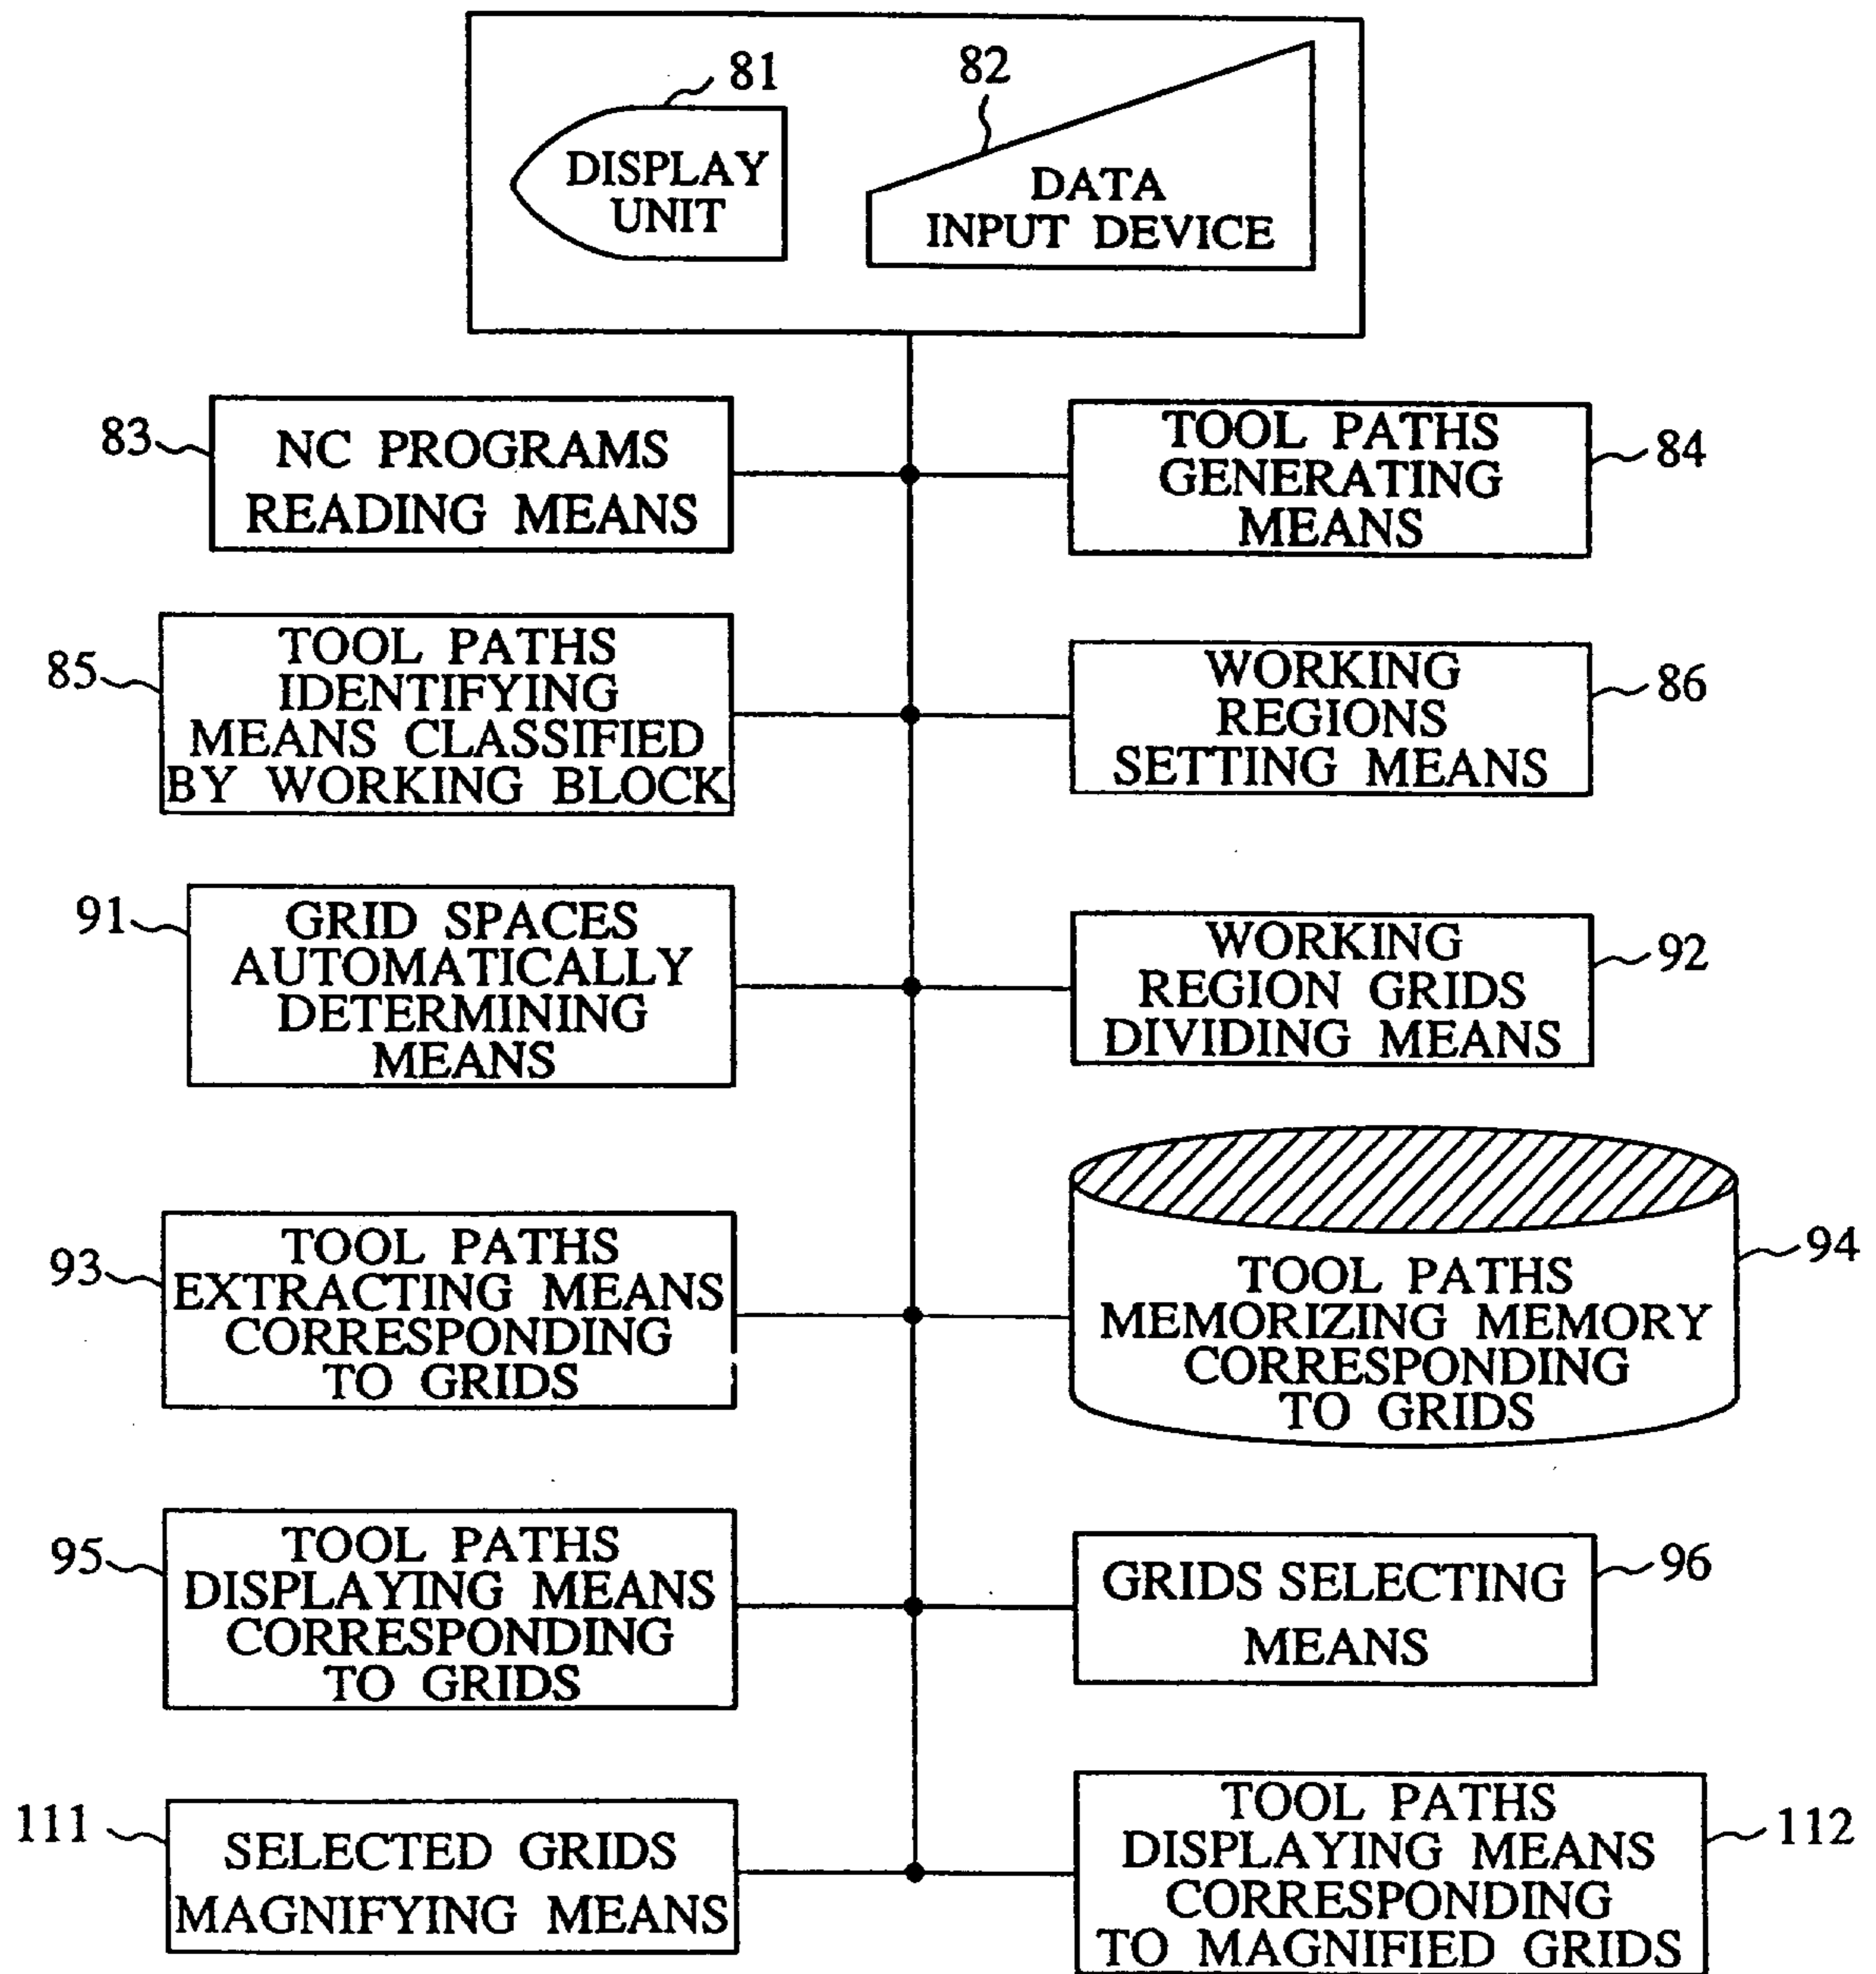 81
82
DISPLAY
UNIT
DATA
INPUT DEVICE
83
NC PROGRAMS
READING MEANS
TOOL PATHS
GENERATING
MEANS
84
85
TOOL PATHS
IDENTIFYING
MEANS CLASSIFIED
BY WORKING BLOCK
WORKING
REGIONS
SETTING MEANS
86
91
GRID SPACES
AUTOMATICALLY
DETERMINING
MEANS
WORKING
REGION GRIDS
DIVIDING MEANS
92
93
TOOL PATHS
EXTRACTING MEANS
CORRESPONDING
TO GRIDS
TOOL PATHS
MEMORIZING MEMORY
CORRESPONDING
TO GRIDS
94
95
TOOL PATHS
DISPLAYING MEANS
CORRESPONDING
TO GRIDS
GRIDS SELECTING
MEANS
96
111
SELECTED GRIDS
MAGNIFYING MEANS
TOOL PATHS
DISPLAYING MEANS
CORRESPONDING
TO MAGNIFIED GRIDS
112